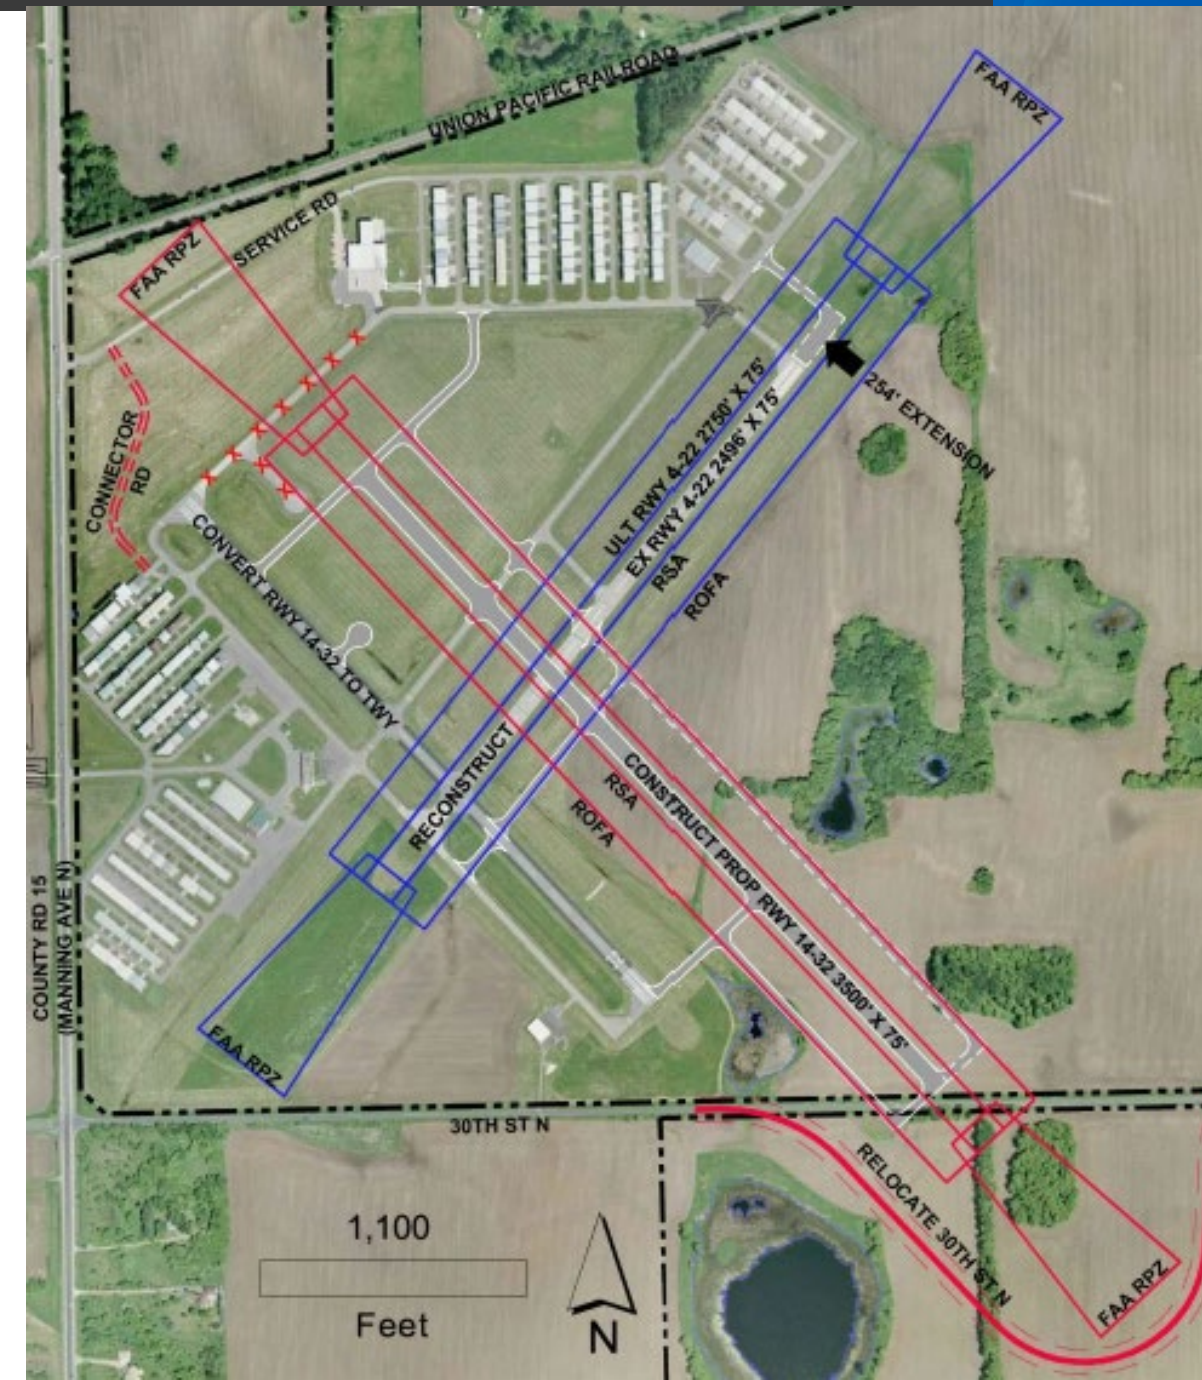 UNION PACIFIC RAILROAD
FAA RPZ
SERVICE RD
FAA RPZ
254' EXTENSION
ULT RWY 4-22 2750' X 75'
EX RWY 4-22 2496' X 75'
RSA
ROFA
CONNECTOR
RD
CONVERT RWY 14-32 TO TWY
RECONSTRUCT
CONSTRUCT PROP RWY 14-32 3500' X 75'
RSA
ROFA
COUNTY RD 15
(MANNING AVE N)
FAA RPZ
30TH ST N
RELOCATE 30TH ST N
FAA RPZ
1,100
Feet
N